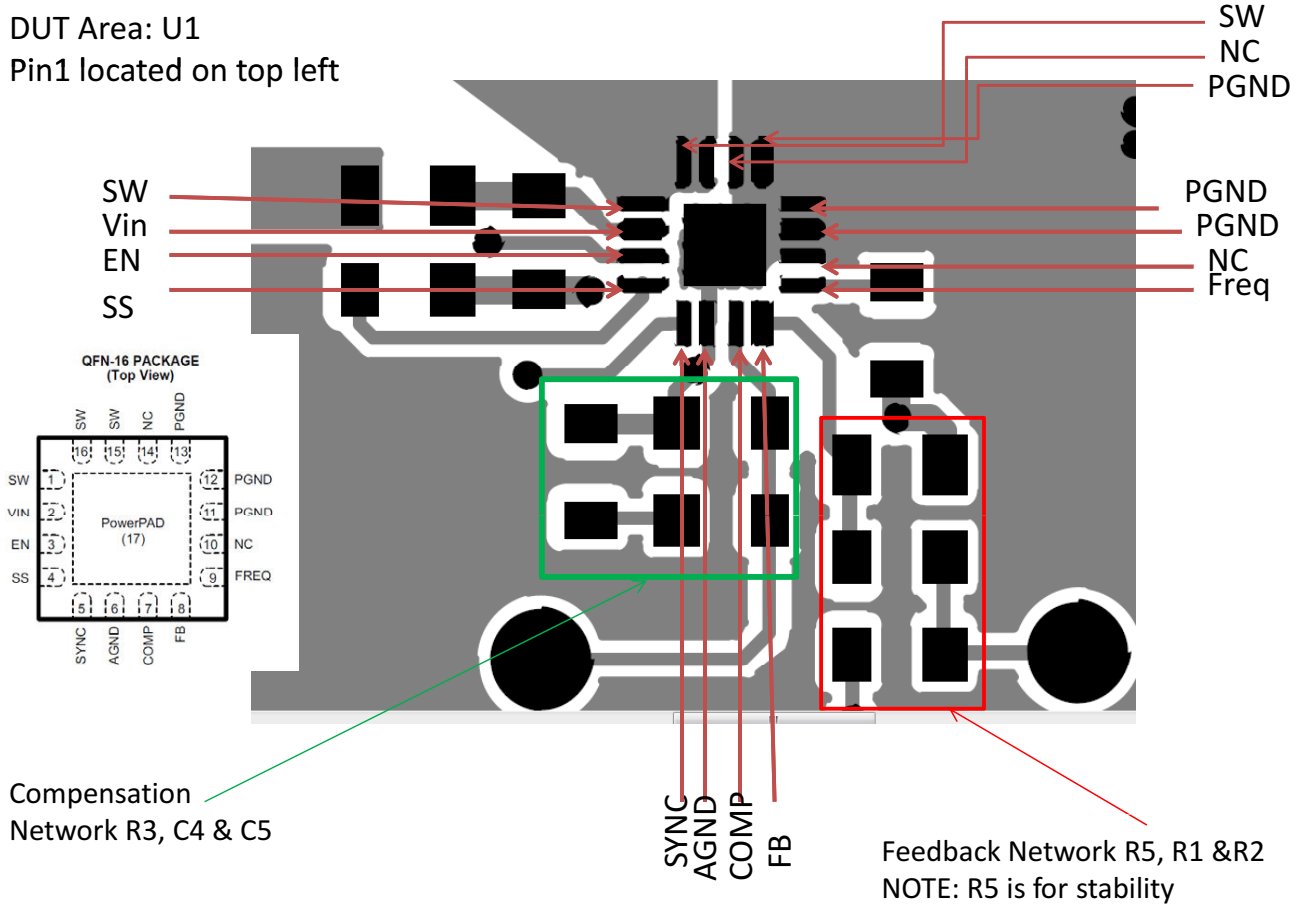 DUT Area: U1
Pin1 located on top left
SW
NC
PGND
SW
Vin
EN
SS
PGND
PGND
NC
Freq
QFN-16 PACKAGE
(Top View)
SW
SW
NC
PGND
16
15
14
13
SW 1
12 PGND
VIN 2
11 PGND
EN 3
10 NC
SS 4
9 FREQ
PowerPAD
(17)
5
6
7
8
SYNC
AGND
COMP
FB
Compensation
Network R3, C4 & C5
SYNC
AGND
COMP
FB
Feedback Network R5, R1 &R2
NOTE: R5 is for stability